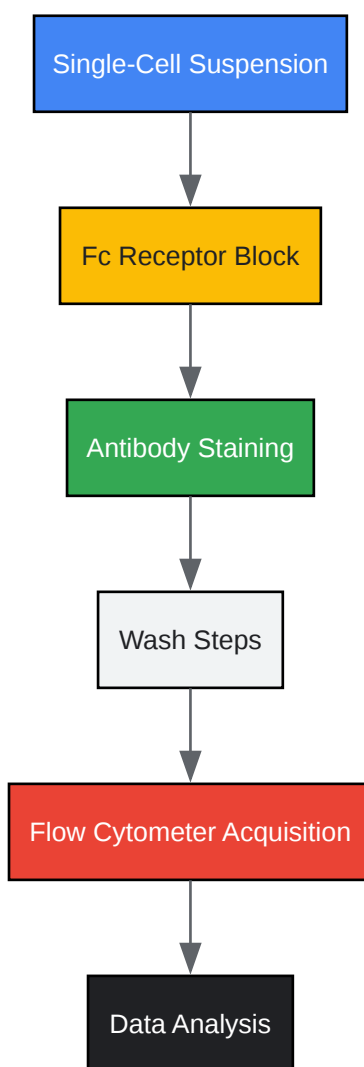 Single-Cell Suspension
Fc Receptor Block
Antibody Staining
Wash Steps
Flow Cytometer Acquisition
Data Analysis